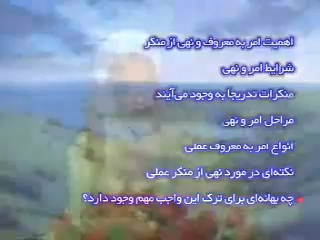 اهمیت امر به معروف و نهی از منکر
شرایط امر و نهی
منکرات تدریجاً به وجود می‌آیند
مراحل امر و نهی
انواع امر به معروف عملی
نکته‌ای در مورد نهی از منکر عملی
چه بهانه‌ای برای ترک این واجب مهم وجود دارد؟